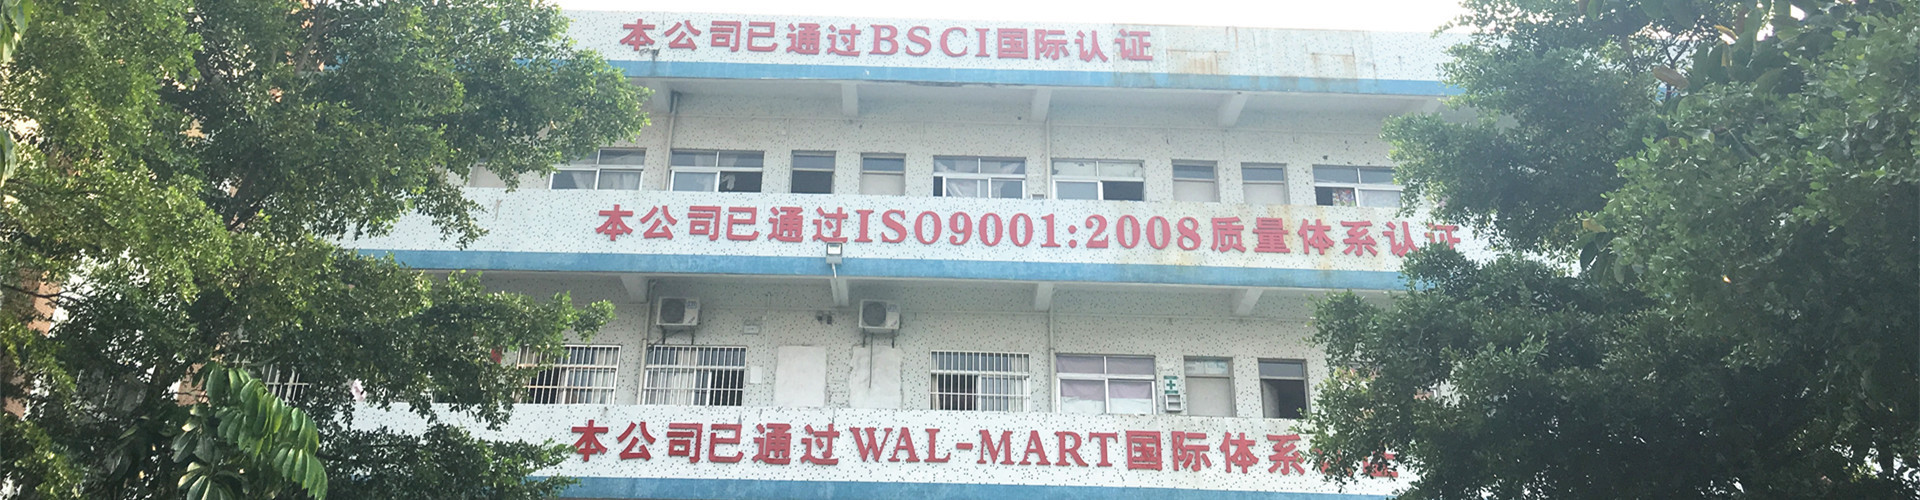 本公司已通过BSCI国际认证
本公司已通过ISO9001:2008质量体系认证
本公司已通过WAL-MART国际体系认证